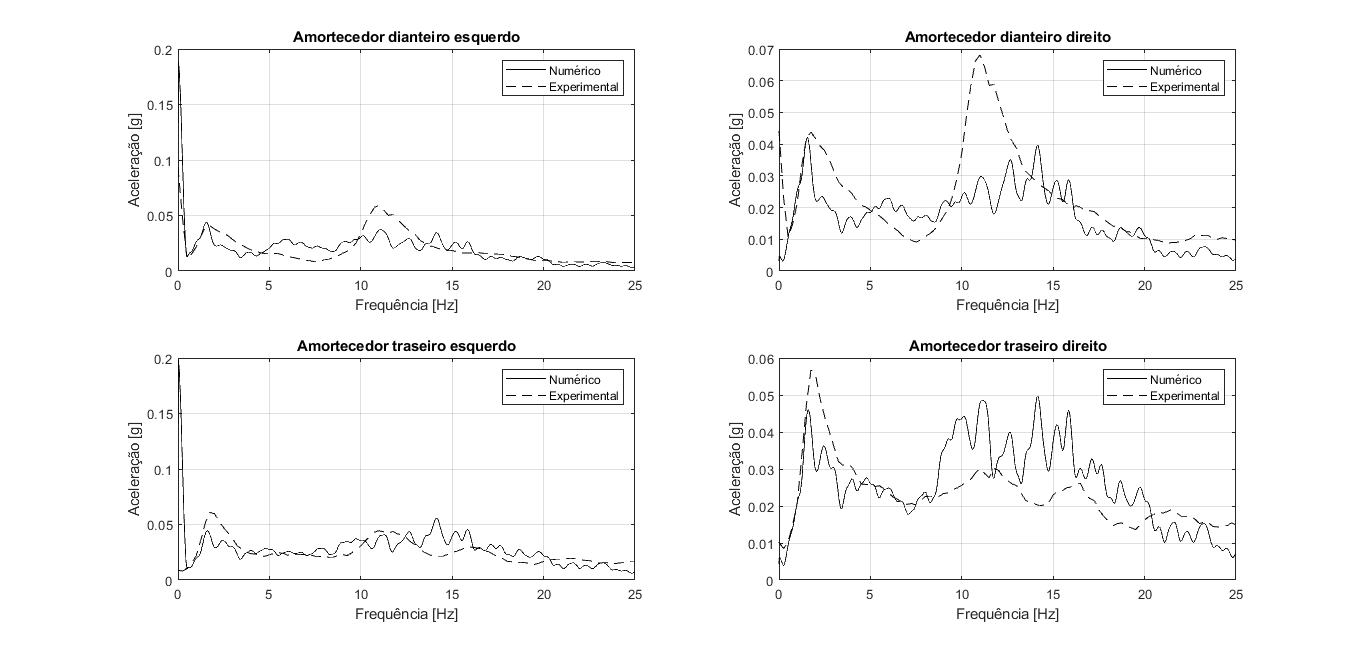 Amortecedor dianteiro esquerdo
0.2
0.15
0.1
0.05
0
Aceleração [g]
Numérico
Experimental
0 5 10 15 20 25
Frequência [Hz]
Amortecedor dianteiro direito
0.07
0.06
0.05
0.04
0.03
0.02
0.01
0
Aceleração [g]
Numérico
Experimental
0 5 10 15 20 25
Frequência [Hz]
Amortecedor traseiro esquerdo
0.2
0.15
0.1
0.05
0
Aceleração [g]
Numérico
Experimental
0 5 10 15 20 25
Frequência [Hz]
Amortecedor traseiro direito
0.06
0.05
0.04
0.03
0.02
0.01
0
Aceleração [g]
Numérico
Experimental
0 5 10 15 20 25
Frequência [Hz]